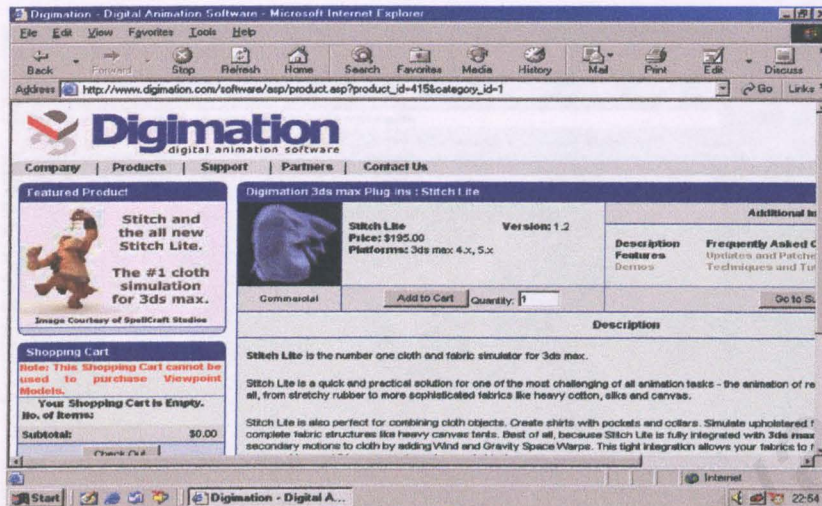 Digimation - Digital Animation Software - Microsoft Internet Explorer
File Edit View Favorites Tools Help
Back Forward Stop Refresh Home Search Favorites Media History Mail Print Edit Discuss
Address http://www.digimation.com/software/asp/product.asp?product_id=415&category_id=1 Go Links
Digimation
digital animation software
Company | Products | Support | Partners | Contact Us
Featured Product
Stitch and
the all new
Stitch Lite.
The #1 cloth
simulation
for 3ds max.
Image Courtesy of SpellCraft Studios
Shopping Cart
Note: This Shopping Cart cannot be
used to purchase Viewpoint
Models.
Your Shopping Cart is Empty.
No. of Items:
Subtotal: $0.00
Check Out
Digimation 3ds max Plug-ins : Stitch Lite
Stitch Lite Version: 1.2
Price: $195.00
Platforms: 3ds max 4.x, 5.x
Additional
Description Frequently Asked
Features Updates and
Demos Techniques and
Commercial Add to Cart Quantity: 1 Go to
Description
Stitch Lite is the number one cloth and fabric simulator for 3ds max.
Stitch Lite is a quick and practical solution for one of the most challenging of all animation tasks - the animation of
all, from stretchy rubber to more sophisticated fabrics like heavy cotton, silks and canvas.
Stitch Lite is also perfect for combining cloth objects. Create shirts with pockets and collars. Simulate upholstered
complete fabric structures like heavy canvas tents. Best of all, because Stitch Lite is fully integrated with 3ds max
secondary motions to cloth by adding Wind and Gravity Space Warps. This tight integration allows your fabrics to
Internet
Start Digimation - Digital A... 22:54